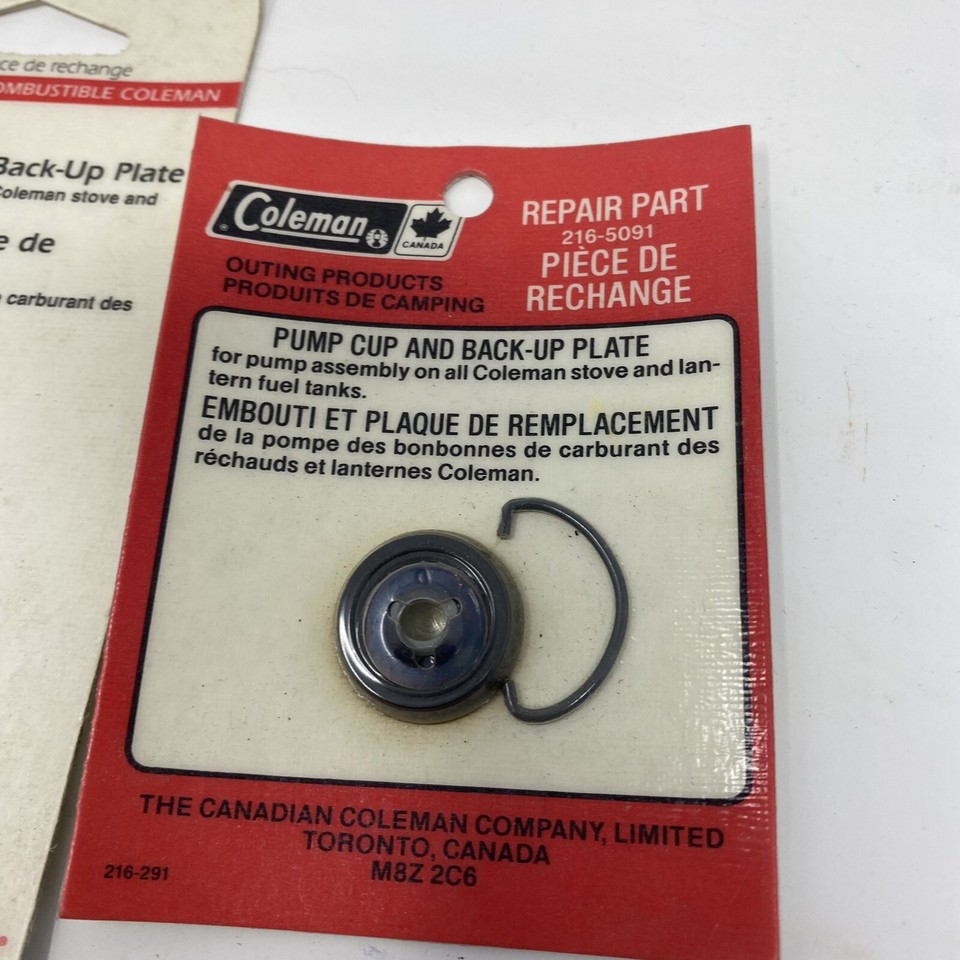 ce de rechange
OMBUSTIBLE COLEMAN
Back-Up Plate
Coleman stove and
e de
carburant des
Coleman
CANADA
OUTING PRODUCTS
PRODUITS DE CAMPING
REPAIR PART
216-5091
PIÈCE DE
RECHANGE
PUMP CUP AND BACK-UP PLATE
for pump assembly on all Coleman stove and lan-
tern fuel tanks.
EMBOUTI ET PLAQUE DE REMPLACEMENT
de la pompe des bonbonnes de carburant des
réchauds et lanternes Coleman.
THE CANADIAN COLEMAN COMPANY, LIMITED
TORONTO, CANADA
M8Z 2C6
216-291